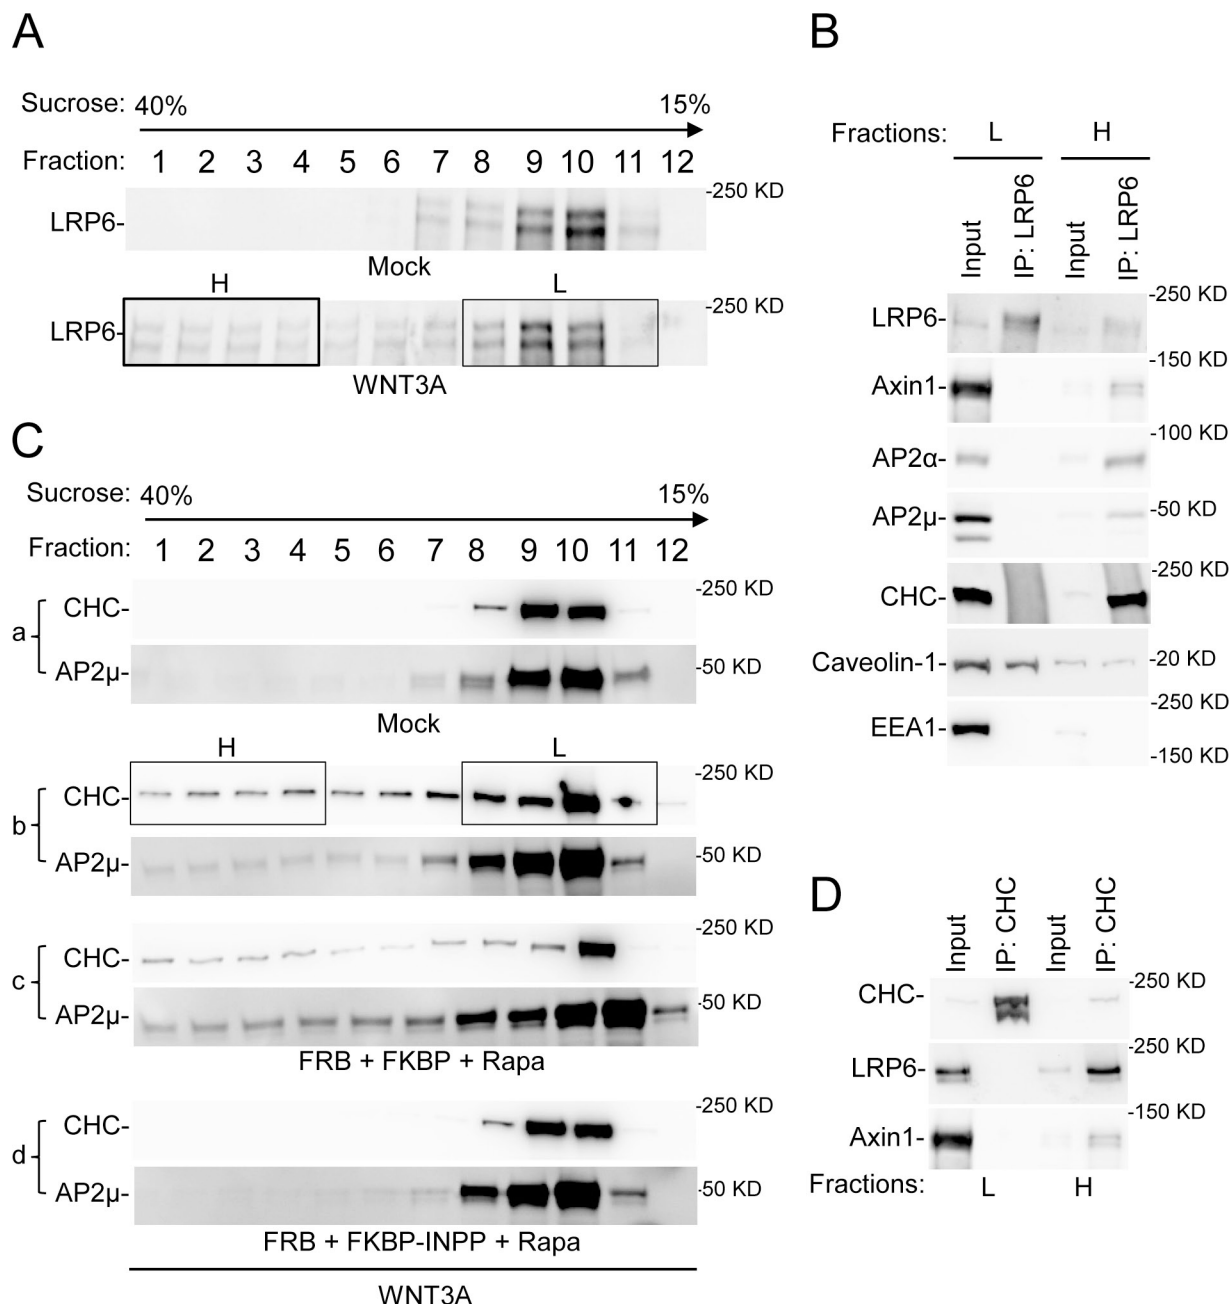 A
Sucrose: 40% 15%
Fraction: 1 2 3 4 5 6 7 8 9 10 11 12
-250 KD
LRP6-
Mock
H L
-250 KD
LRP6-
WNT3A
B
Fractions: L H
Input IP: LRP6 Input IP: LRP6
-250 KD
LRP6-
-150 KD
Axin1-
-100 KD
AP2α-
-50 KD
AP2μ-
-250 KD
CHC-
Caveolin-1- -20 KD
-250 KD
EEA1-
-150 KD
C
Sucrose: 40% 15%
Fraction: 1 2 3 4 5 6 7 8 9 10 11 12
-250 KD
a CHC-
-50 KD
AP2μ-
Mock
H L
-250 KD
b CHC-
-50 KD
AP2μ-
-250 KD
c CHC-
-50 KD
AP2μ-
FRB + FKBP + Rapa
-250 KD
d CHC-
AP2μ- -50 KD
FRB + FKBP-INPP + Rapa
WNT3A
D
Input IP: CHC Input IP: CHC
-250 KD
CHC-
-250 KD
LRP6-
-150 KD
Axin1-
Fractions: L H